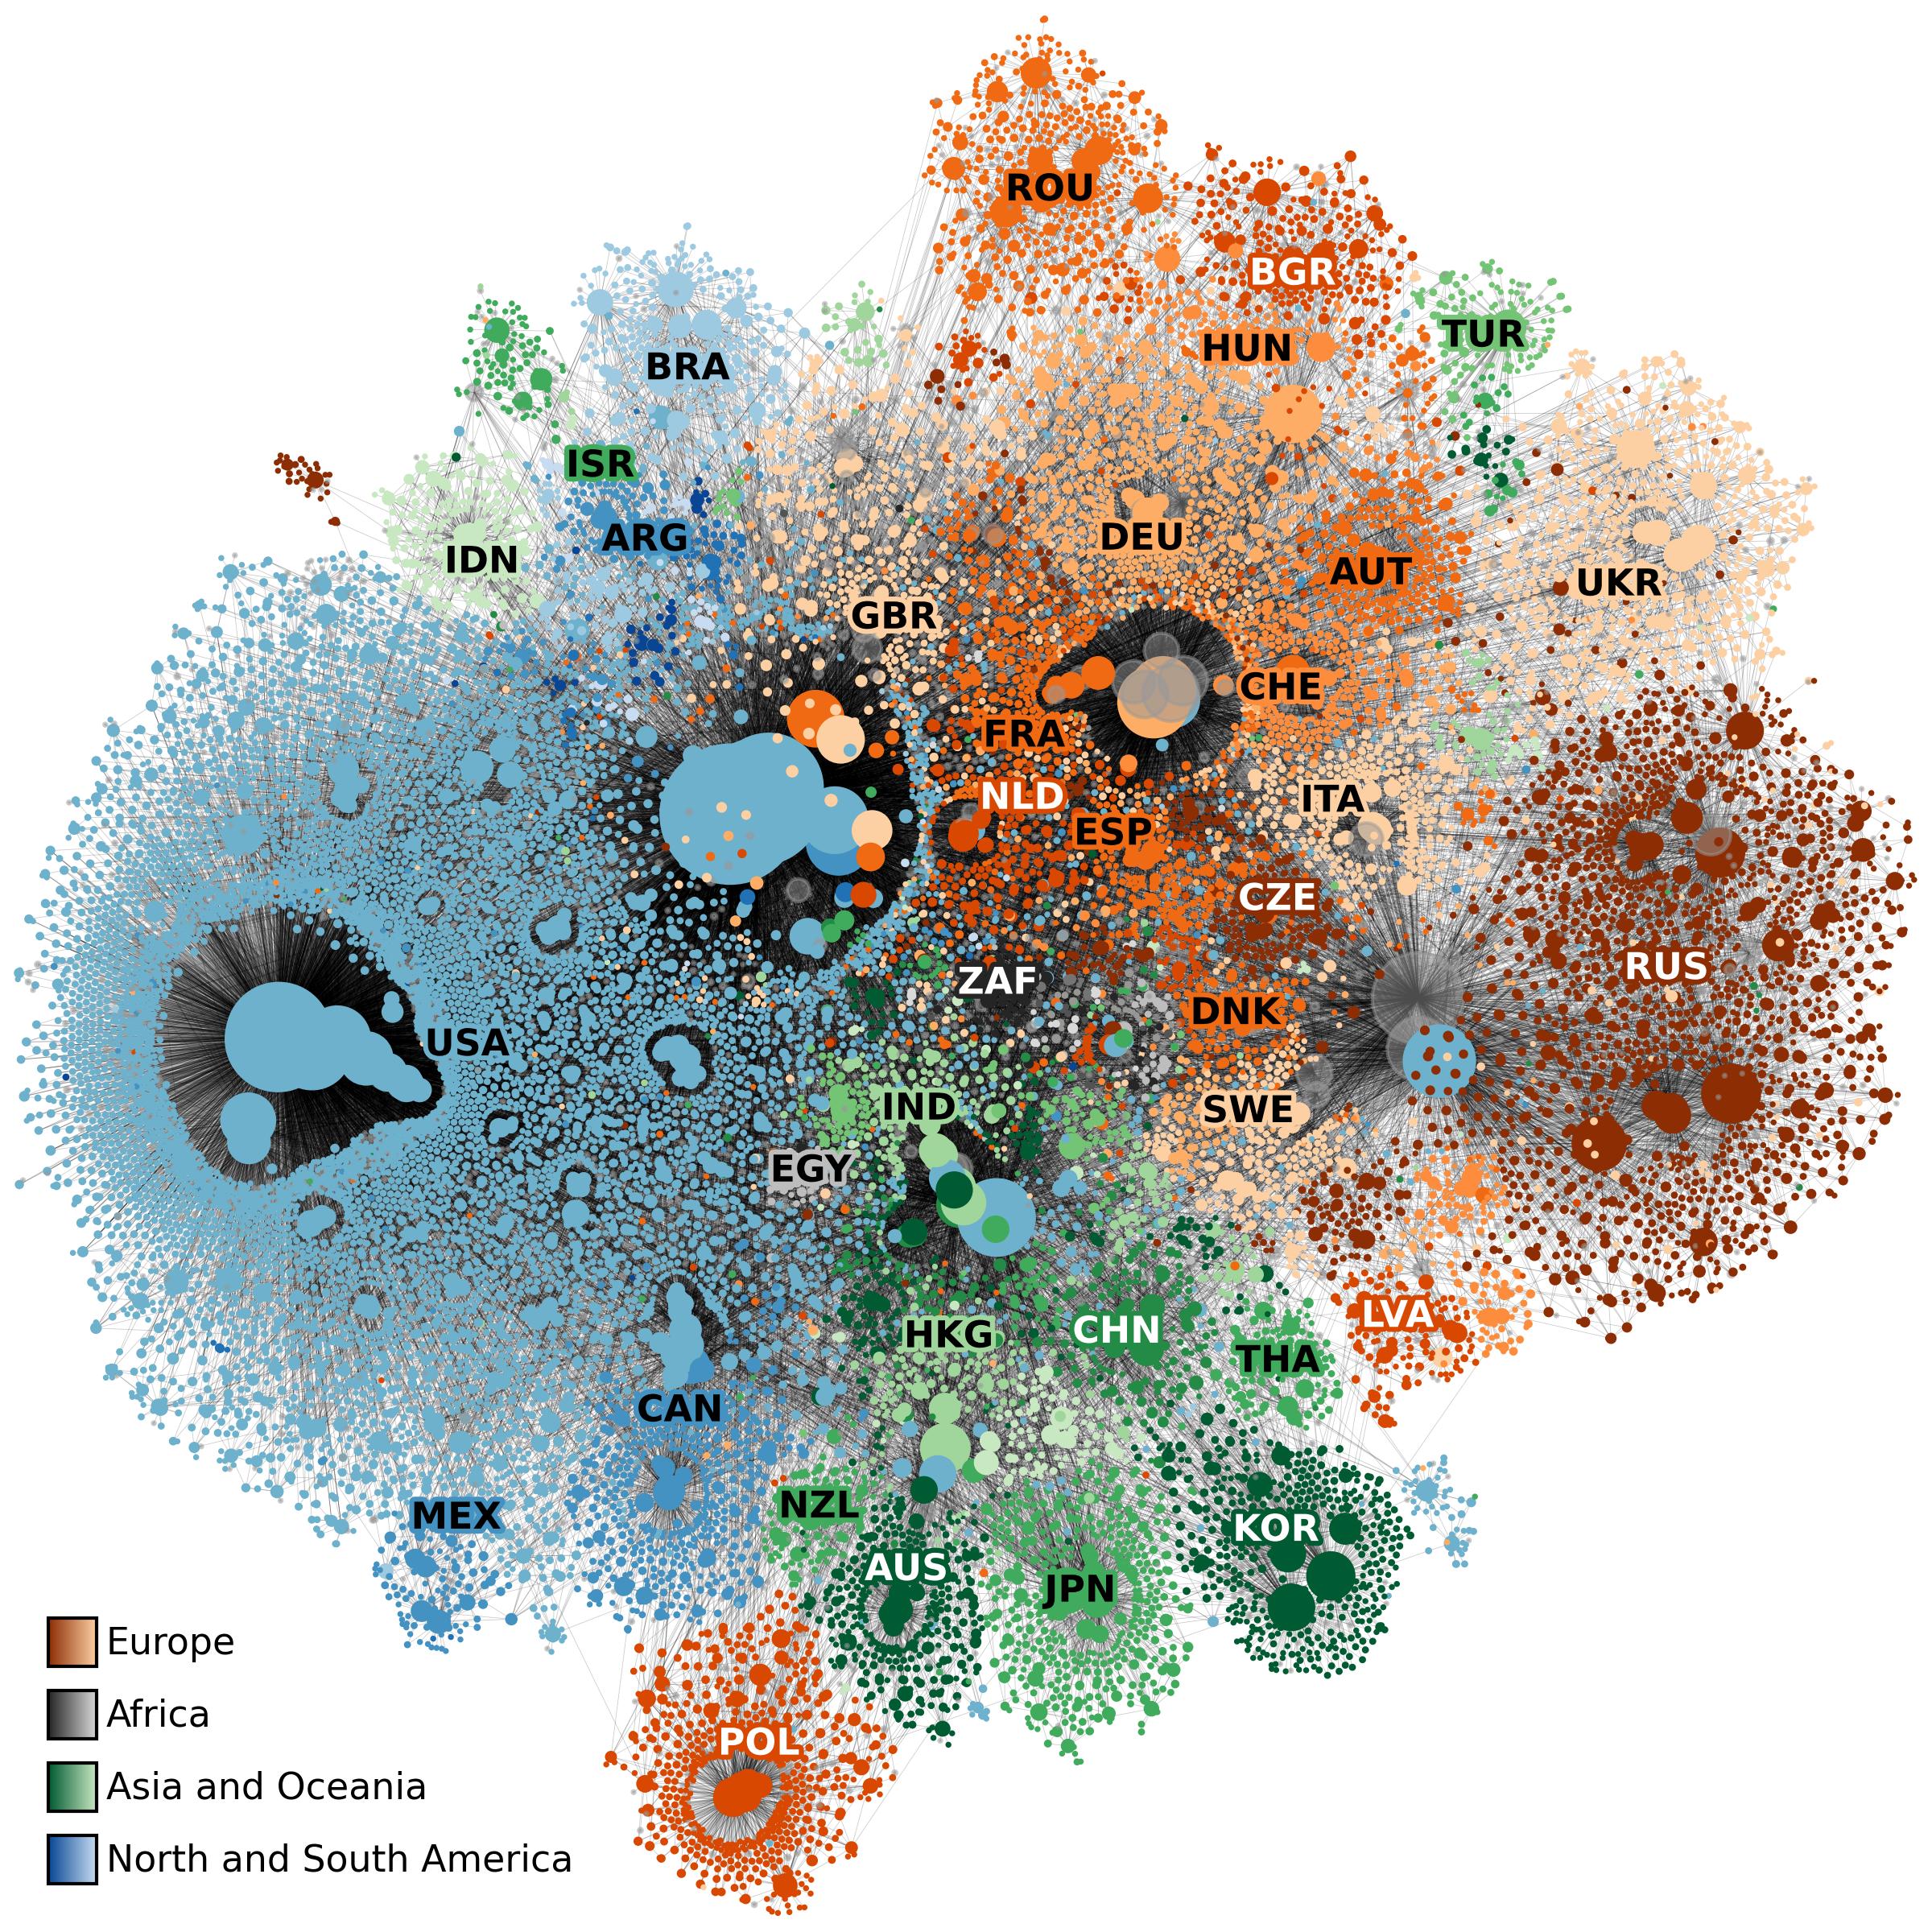 ROU
BGR
TUR
HUN
BRA
ISR
ARG
DEU
IDN
AUT
UKR
GBR
CHE
FRA
NLD
ITA
ESP
CZE
RUS
ZAF
DNK
USA
IND
SWE
EGY
LVA
HKG
CHN
THA
CAN
NZL
MEX
KOR
AUS
JPN
POL
Europe
Africa
Asia and Oceania
North and South America